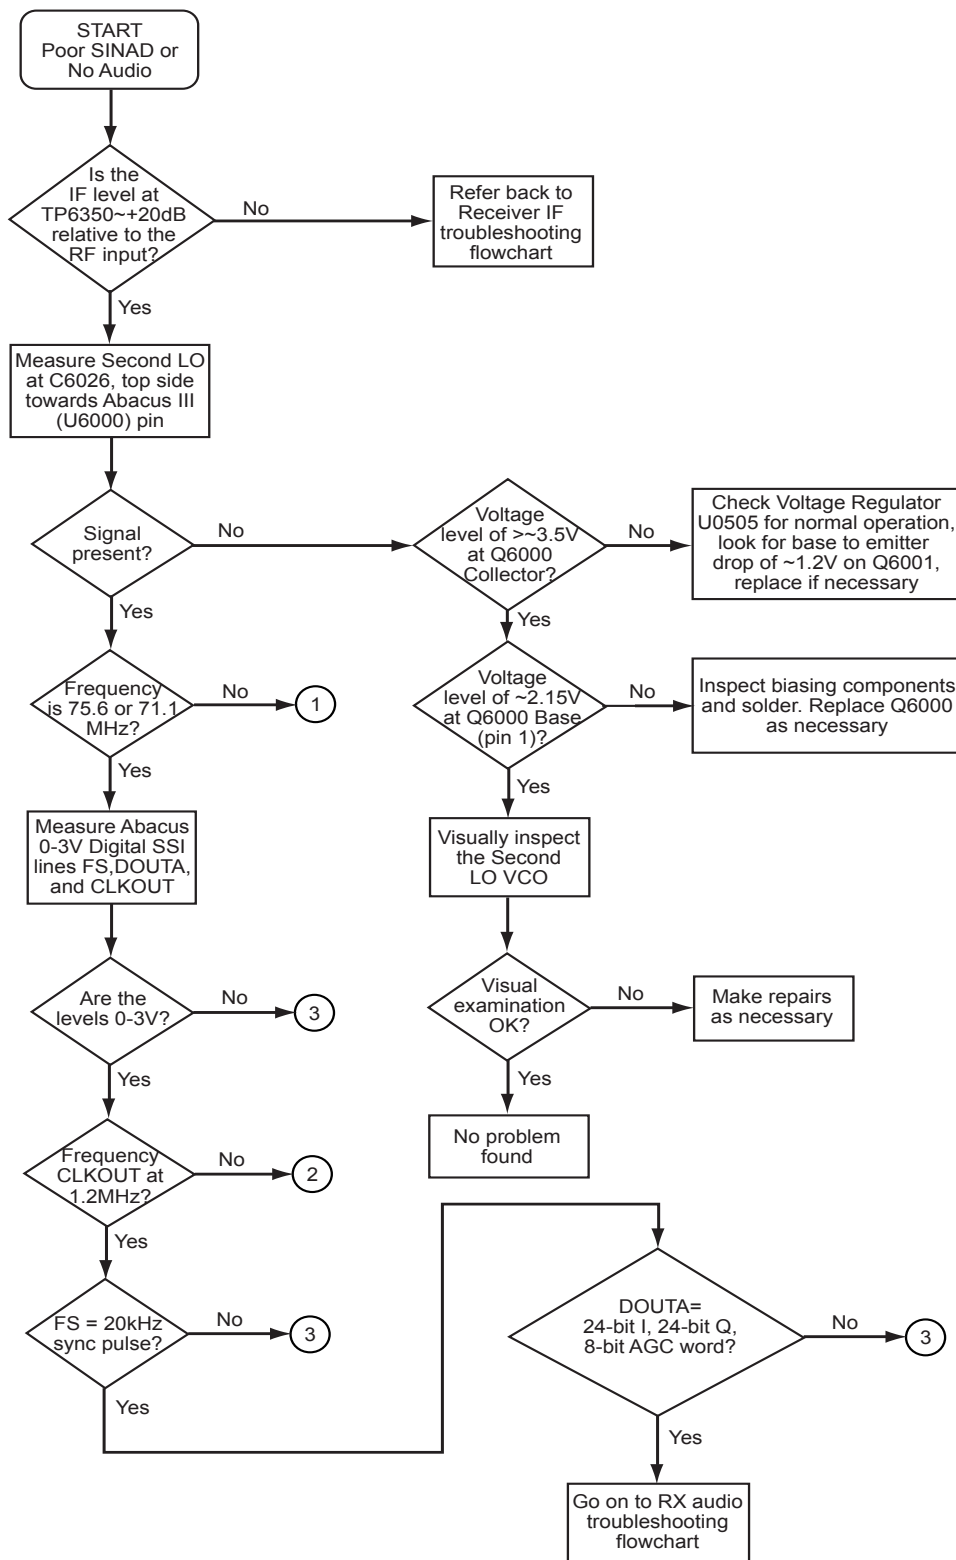 START
Poor SINAD or
No Audio
Is the
IF level at
TP6350~+20dB
relative to the
RF input?
No
Refer back to
Receiver IF
troubleshooting
flowchart
Yes
Measure Second LO
at C6026, top side
towards Abacus III
(U6000) pin
Signal
present?
No
Voltage
level of >~3.5V
at Q6000
Collector?
No
Check Voltage Regulator
U0505 for normal operation,
look for base to emitter
drop of ~1.2V on Q6001,
replace if necessary
Yes
Yes
Frequency
is 75.6 or 71.1
MHz?
No
1
Voltage
level of ~2.15V
at Q6000 Base
(pin 1)?
No
Inspect biasing components
and solder. Replace Q6000
as necessary
Yes
Yes
Measure Abacus
0-3V Digital SSI
lines FS,DOUTA,
and CLKOUT
Visually inspect
the Second
LO VCO
Are the
levels 0-3V?
No
3
Visual
examination
OK?
No
Make repairs
as necessary
Yes
Yes
No problem
found
Frequency
CLKOUT at
1.2MHz?
No
2
Yes
FS = 20kHz
sync pulse?
No
3
Yes
DOUTA=
24-bit I, 24-bit Q,
8-bit AGC word?
No
3
Yes
Go on to RX audio
troubleshooting
flowchart